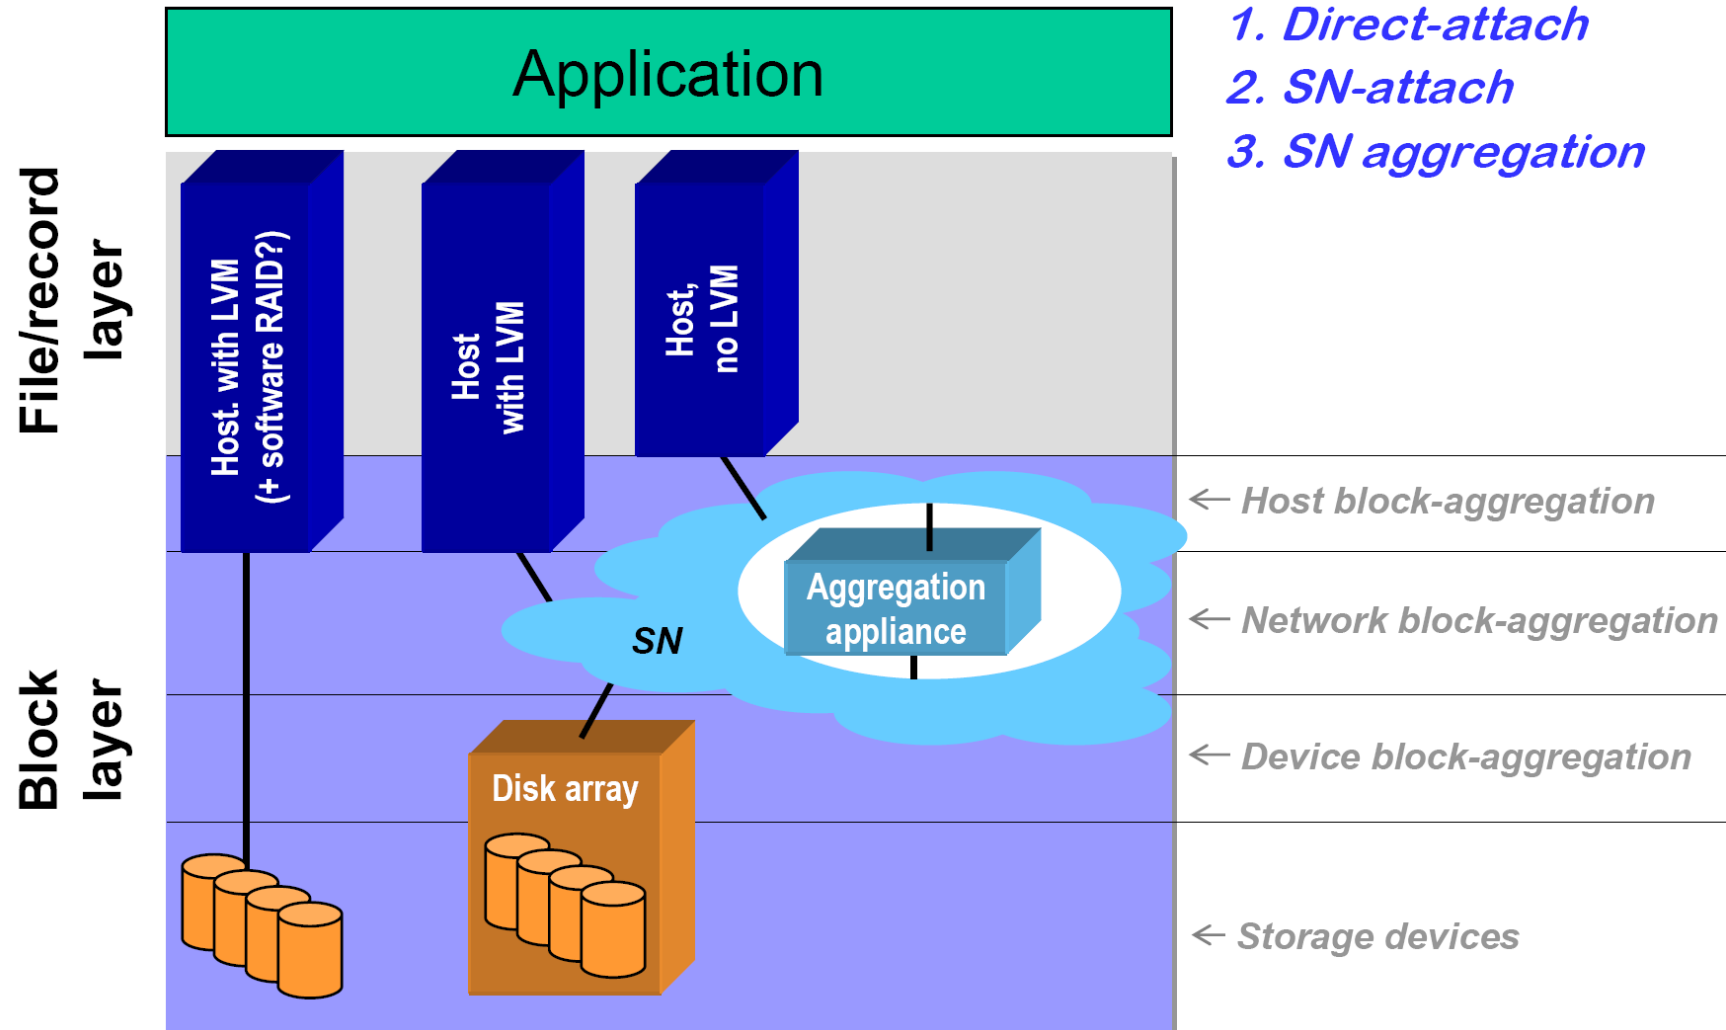 Application
1. Direct-attach
2. SN-attach
3. SN aggregation
File/record
layer
Host. with LVM
(+ software RAID?)
Host
with LVM
Host,
no LVM
Block
layer
SN
Aggregation
appliance
Disk array
← Host block-aggregation
← Network block-aggregation
← Device block-aggregation
← Storage devices